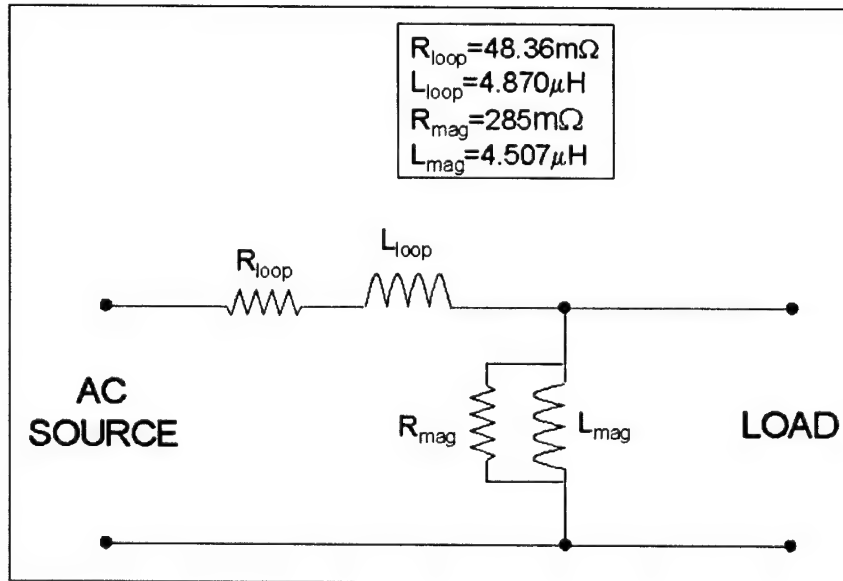 R_loop=48.36mΩ
L_loop=4.870μH
R_mag=285mΩ
L_mag=4.507μH
L_loop
R_loop
AC
SOURCE
R_mag
L_mag
LOAD